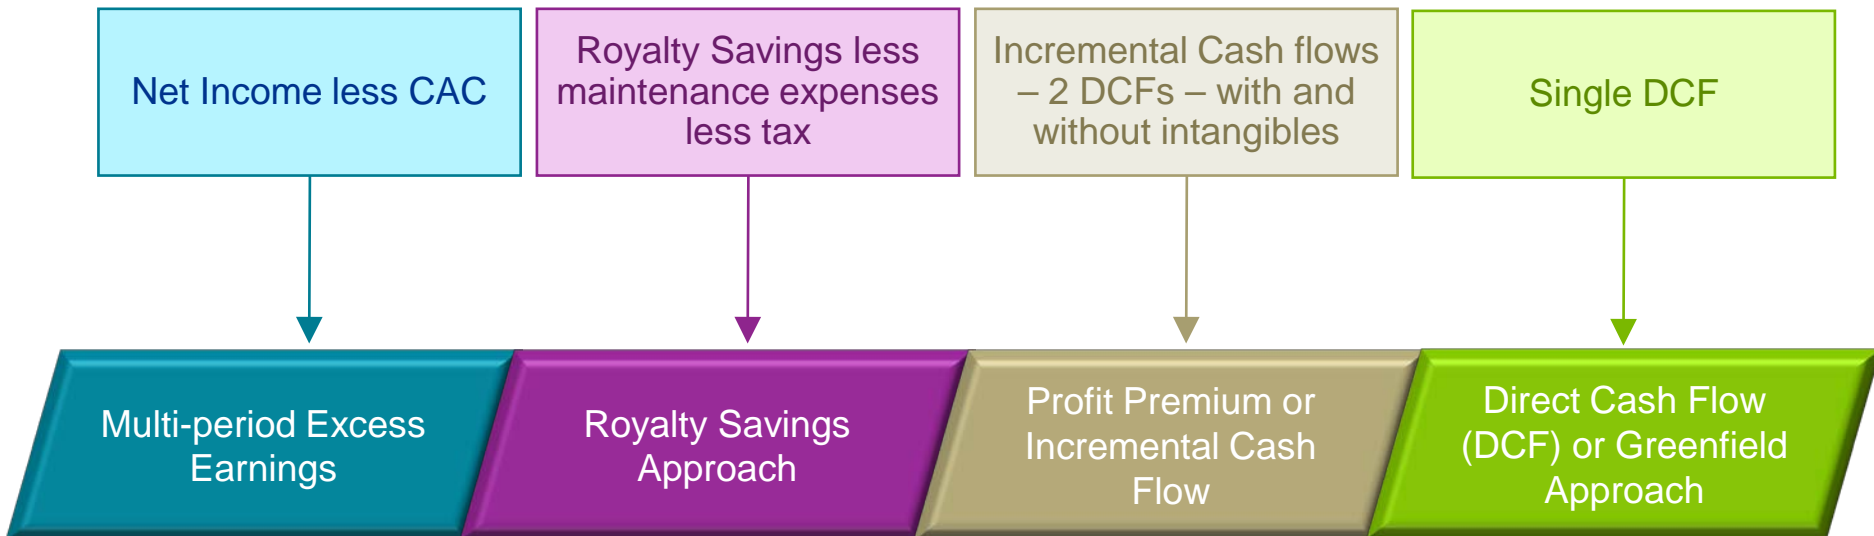 Net Income less CAC
Royalty Savings less
maintenance expenses
less tax
Incremental Cash flows
– 2 DCFs – with and
without intangibles
Single DCF
Multi-period Excess
Earnings
Royalty Savings
Approach
Profit Premium or
Incremental Cash
Flow
Direct Cash Flow
(DCF) or Greenfield
Approach